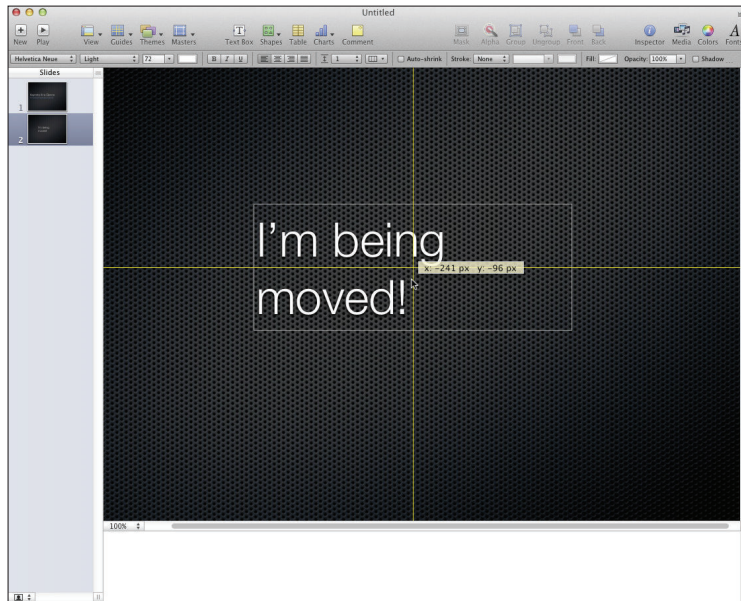 Untitled
New Play View Guides Themes Masters Text Box Shapes Table Charts Comment Mask Alpha Group Ungroup Front Back Inspector Media Colors Fonts
Helvetica Neue Light 72 B I U 1 Auto-shrink Stroke: None Fill: Opacity: 100% Shadow
Slides
1
2
I'm being
x: -241 px y: -96 px
moved!
100%